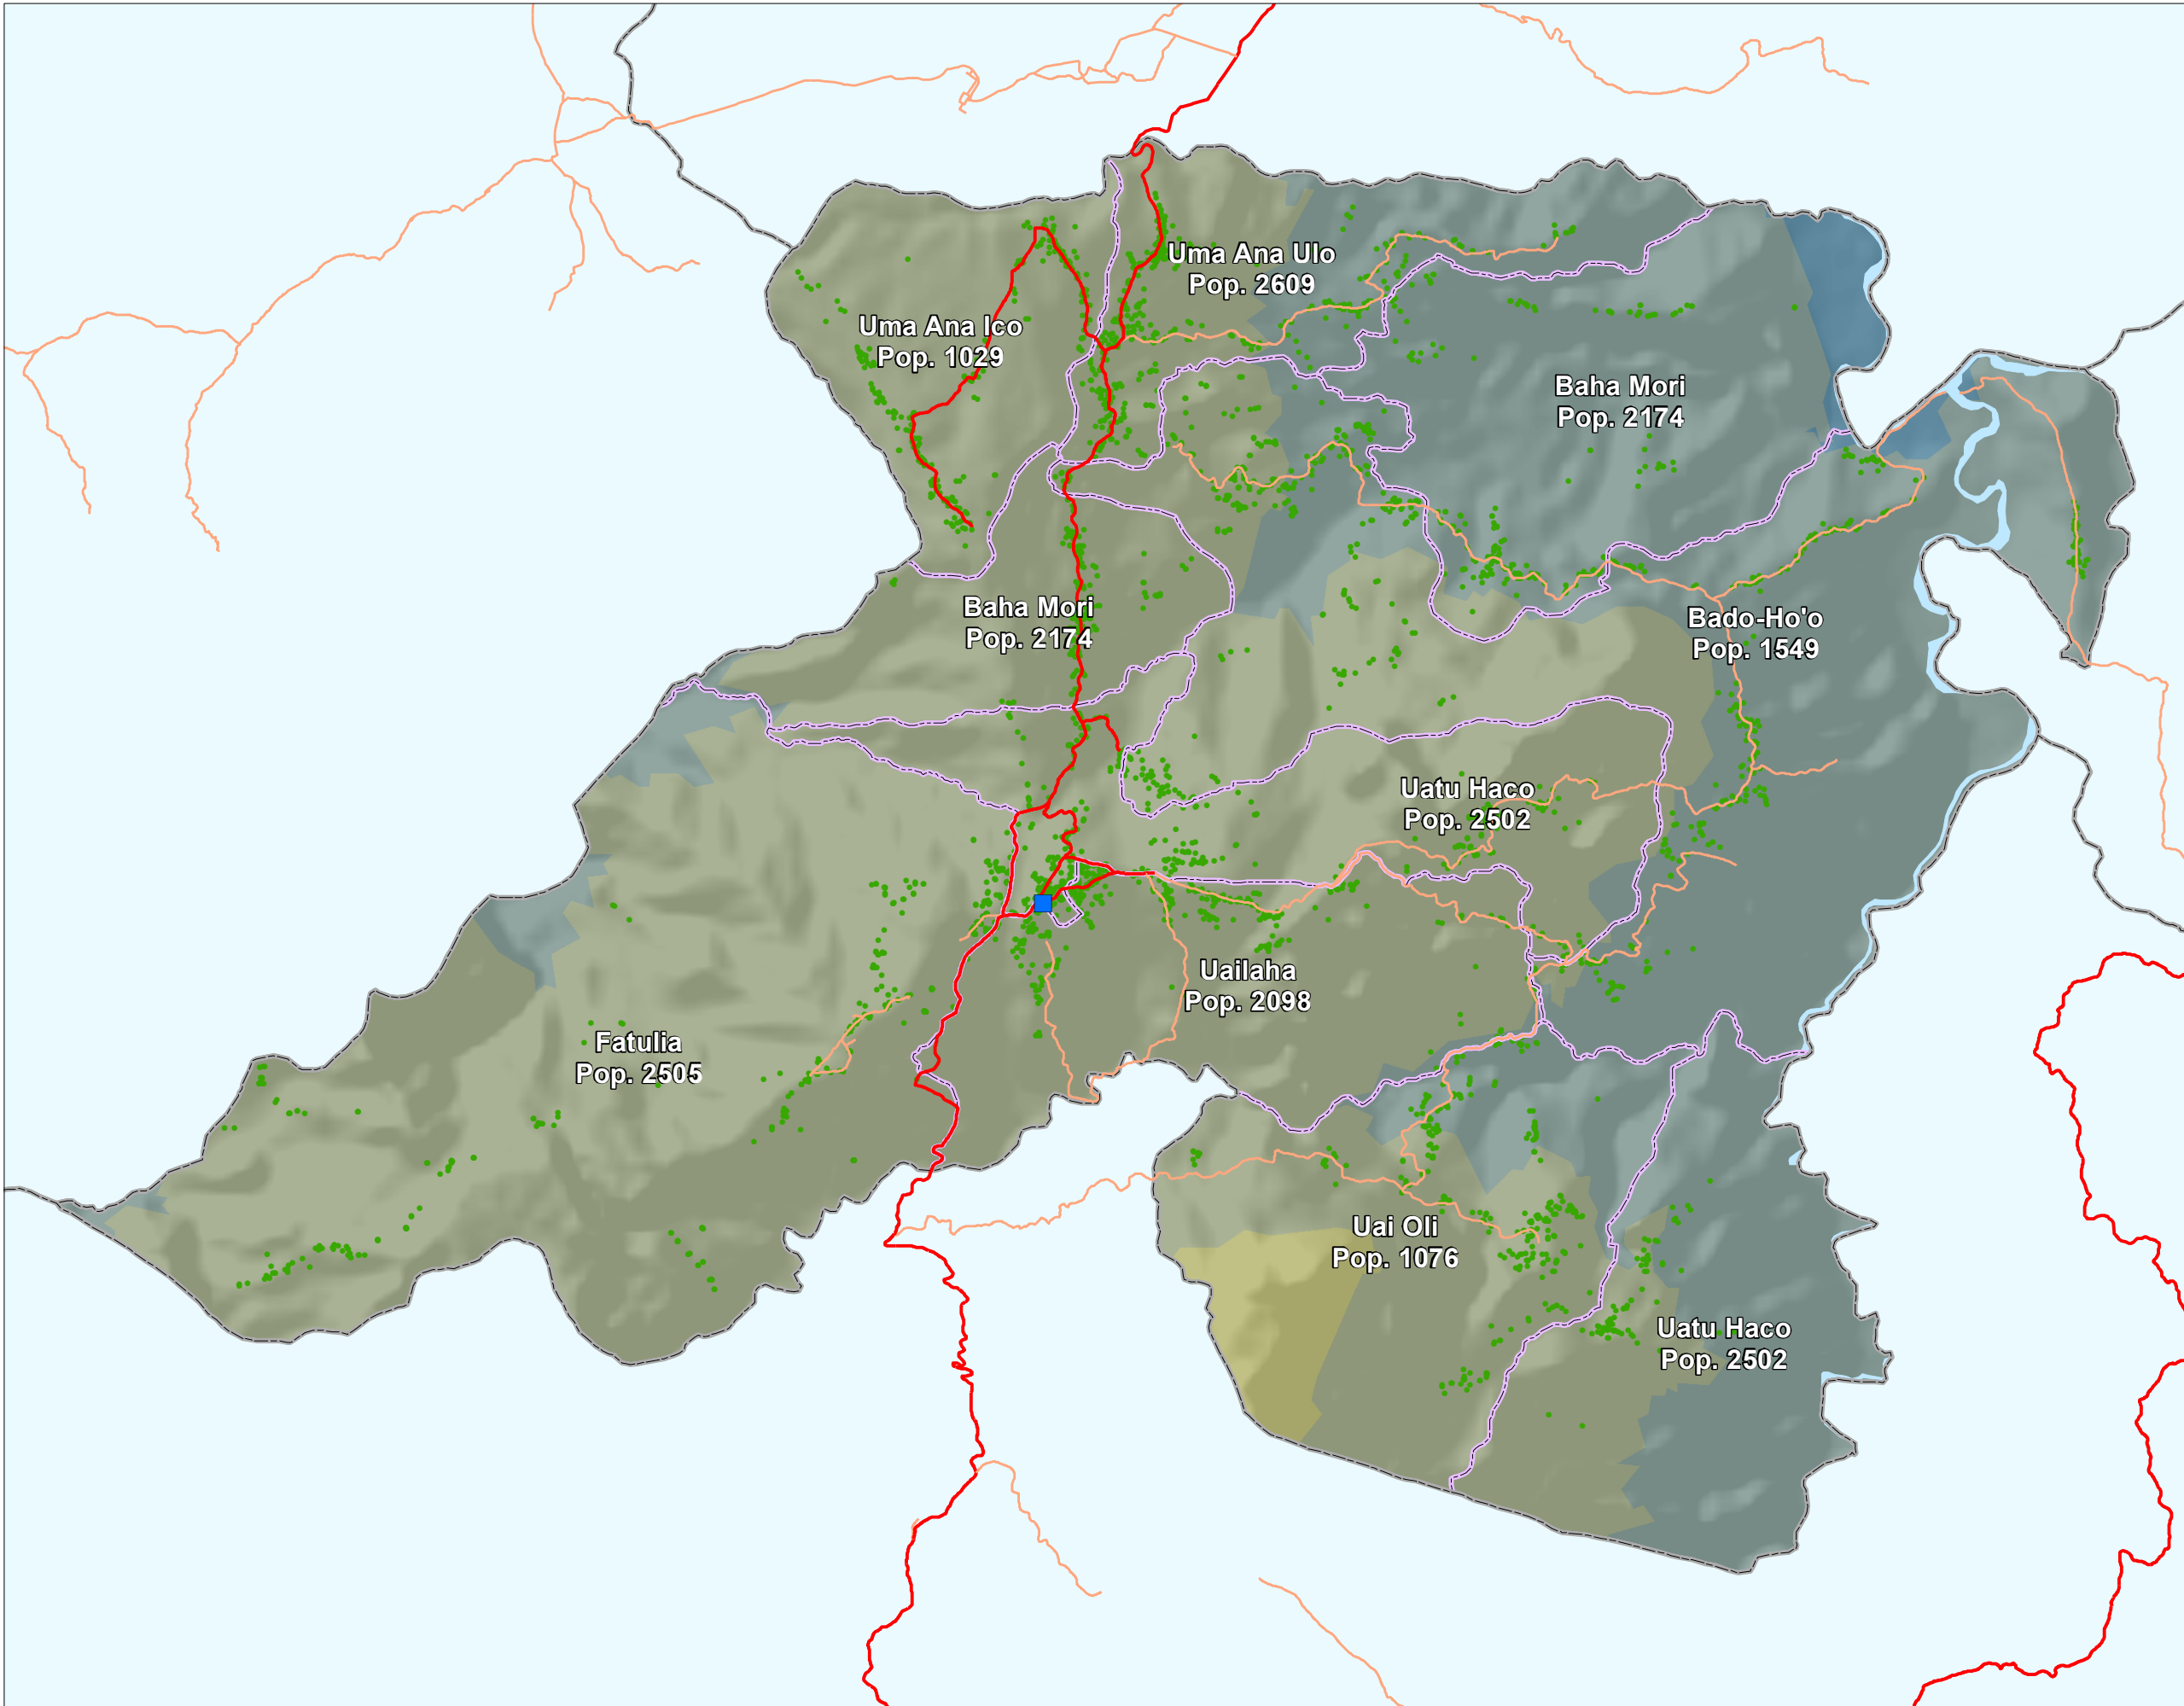 Uma Ana Ulo
Pop. 2609
Uma Ana Ico
Pop. 1029
Baha Mori
Pop. 2174
Baha Mori
Pop. 2174
Bado-Ho'o
Pop. 1549
Uatu Haco
Pop. 2502
Uailaha
Pop. 2098
Fatulia
Pop. 2505
Uai Oli
Pop. 1076
Uatu Haco
Pop. 2502